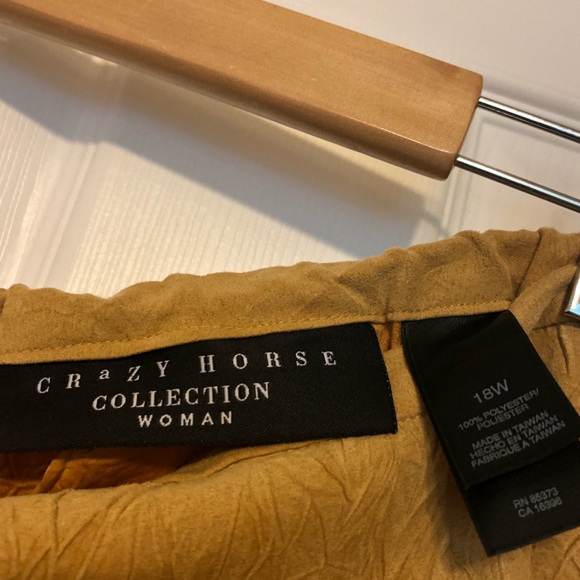 CRaZY HORSE
COLLECTION
WOMAN
18W
100% POLYESTER/
POLIESTER
MADE IN TAIWAN
HECHO EN TAIWAN
FABRIQUE A TAIWAN
RN 85373
CA 16396